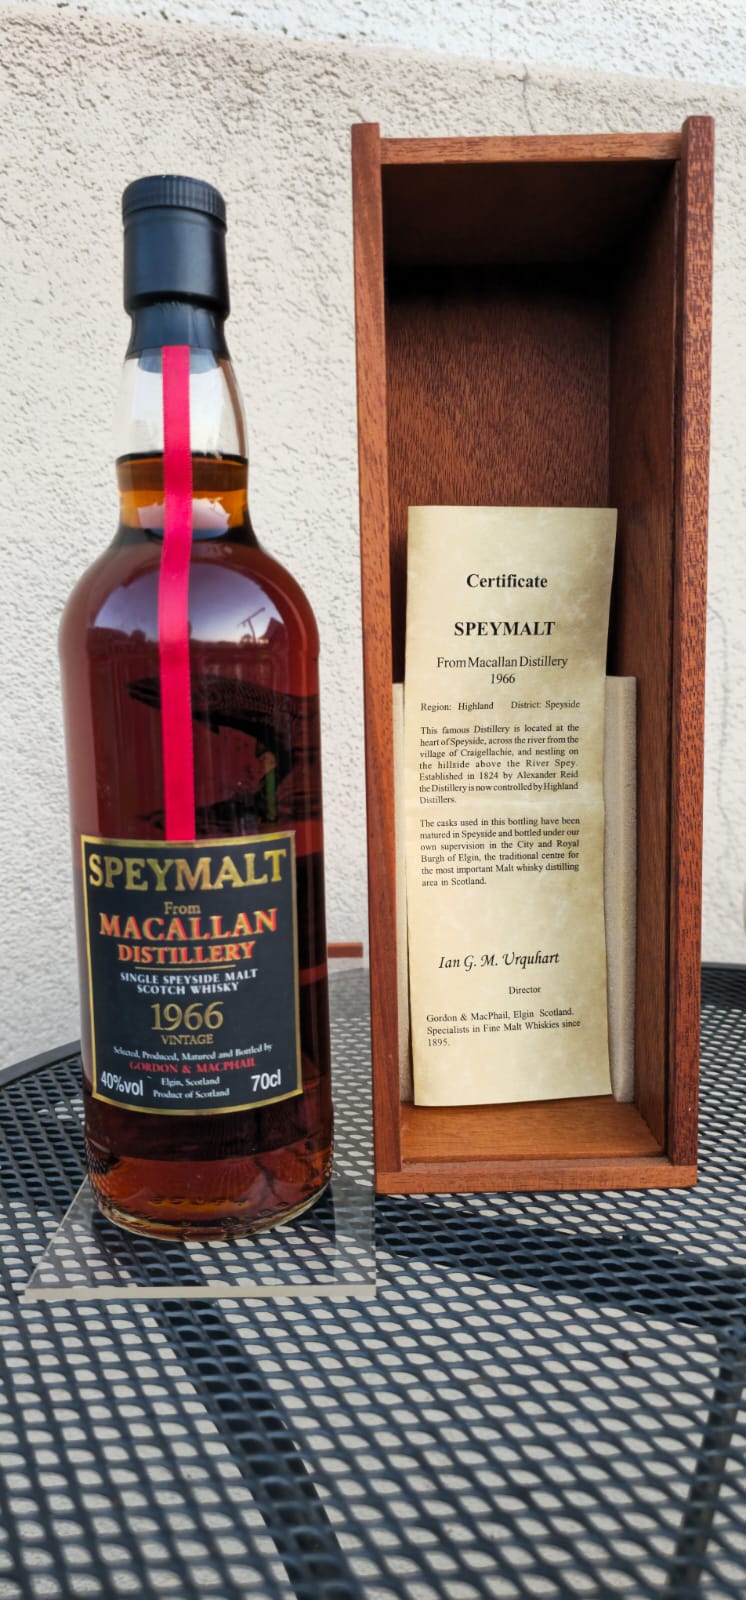 SPEYMALT
From
MACALLAN
DISTILLERY
SINGLE SPEYSIDE MALT
SCOTCH WHISKY
1966
VINTAGE
Selected, Produced, Matured and Bottled by
GORDON & MACPHAIL
40%vol
Elgin, Scotland
Product of Scotland
70cl
Certificate
SPEYMALT
From Macallan Distillery
1966
Region: Highland District: Speyside
This famous Distillery is located at the
heart of Speyside, across the river from the
village of Craigellachie, and nestling on
the hillside above the River Spey.
Established in 1824 by Alexander Reid
the Distillery is now controlled by Highland
Distillers.
The casks used in this bottling have been
matured in Speyside and bottled under our
own supervision in the City and Royal
Burgh of Elgin, the traditional centre for
the most important Malt whisky distilling
area in Scotland.
Ian G. M. Urquhart
Director
Gordon & MacPhail, Elgin Scotland.
Specialists in Fine Malt Whiskies since
1895.